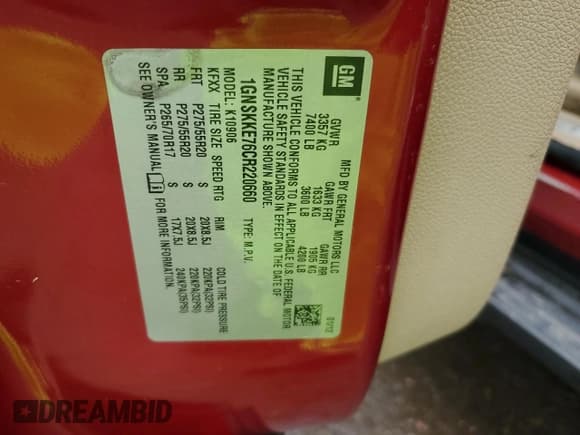 GM
®
MFD BY GENERAL MOTORS LLC
GVWR GAWR FRT GAWR RR
3357 KG 1633 KG 1905 KG
7400 LB 3600 LB 4200 LB
01/12
THIS VEHICLE CONFORMS TO ALL APPLICABLE U.S. FEDERAL MOTOR
VEHICLE SAFETY STANDARDS IN EFFECT ON THE DATE OF
MANUFACTURE SHOWN ABOVE.
1GNSKKE76CR220660 TYPE: M.P.V.
MODEL: K10906
KFXX TIRE SIZE SPEED RTG RIM COLD TIRE PRESSURE
FRT P275/55R20 S 20X8.5J 220KPA(32PSI)
RR P275/55R20 S 20X8.5J 220KPA(32PSI)
SPA P265/70R17 S 17X7.5J 240KPA(35PSI)
SEE OWNER'S MANUAL FOR MORE INFORMATION.
DREAMBID